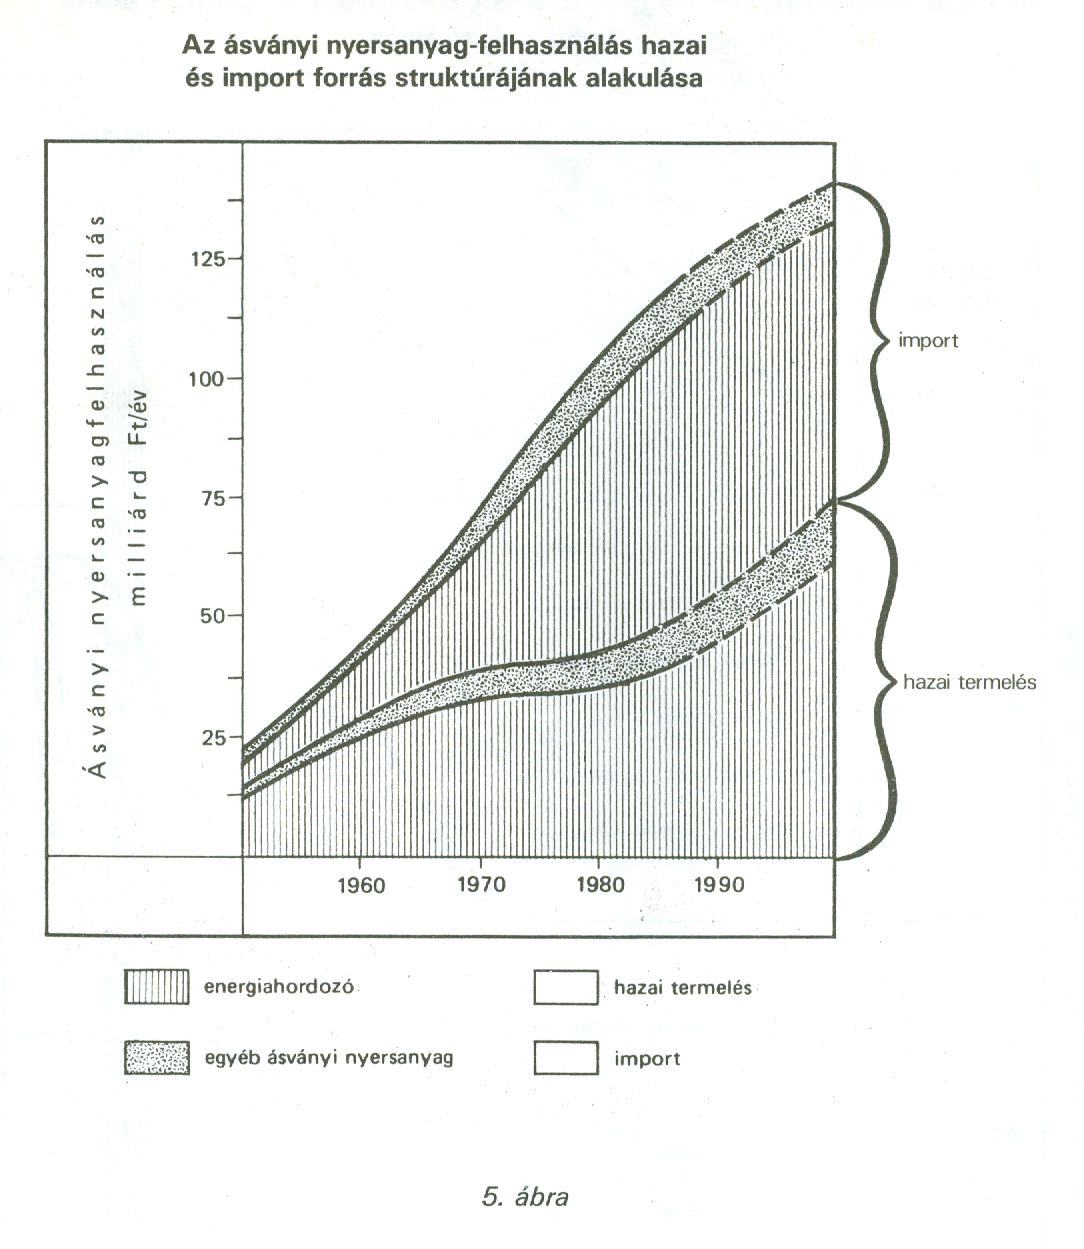 Az ásványi nyersanyag-felhasználás hazai
és import forrás struktúrájának alakulása
Ásványi nyersanyagfelhasználás
milliárd Ft/év
125
100
75
50
25
1960
1970
1980
1990
import
hazai termelés
energiahordozó
hazai termelés
egyéb ásványi nyersanyag
import
5. ábra